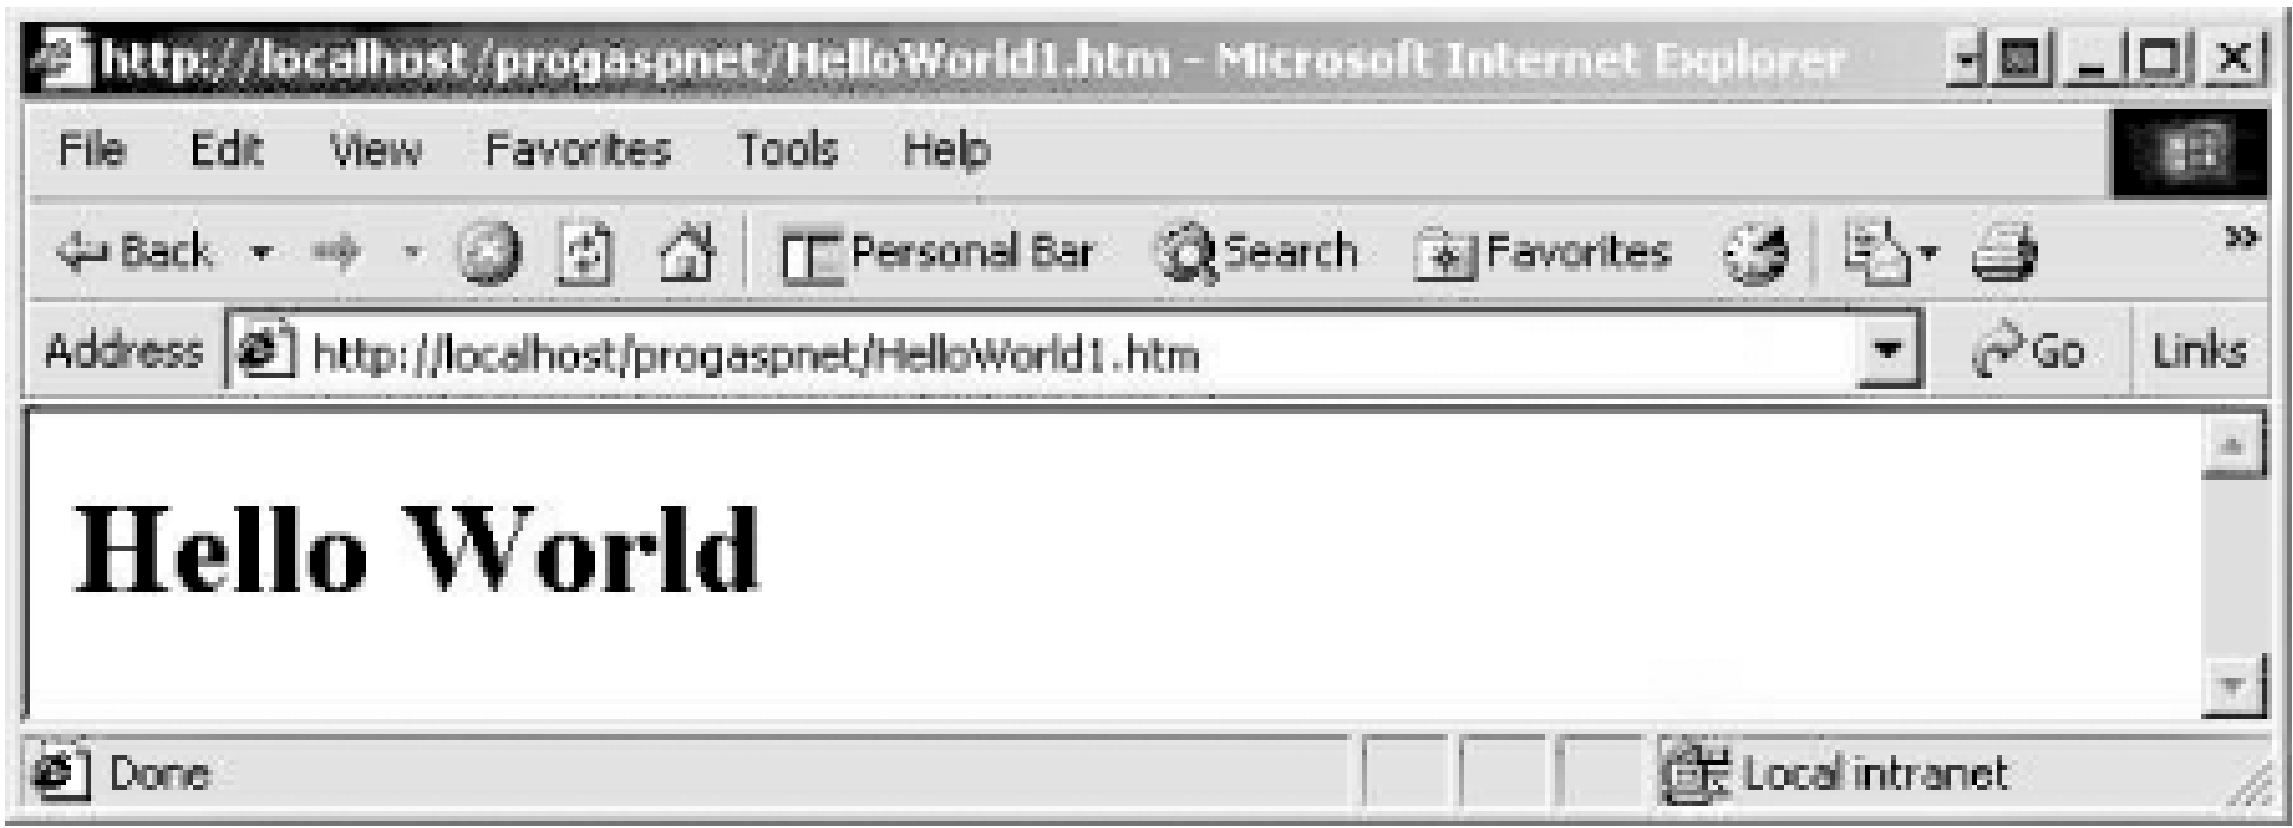 http://localhost/progaspnet/HelloWorld1.htm - Microsoft Internet Explorer
File Edit View Favorites Tools Help
Back Personal Bar Search Favorites »
Address http://localhost/progaspnet/HelloWorld1.htm Go Links
Hello World
Done Local intranet